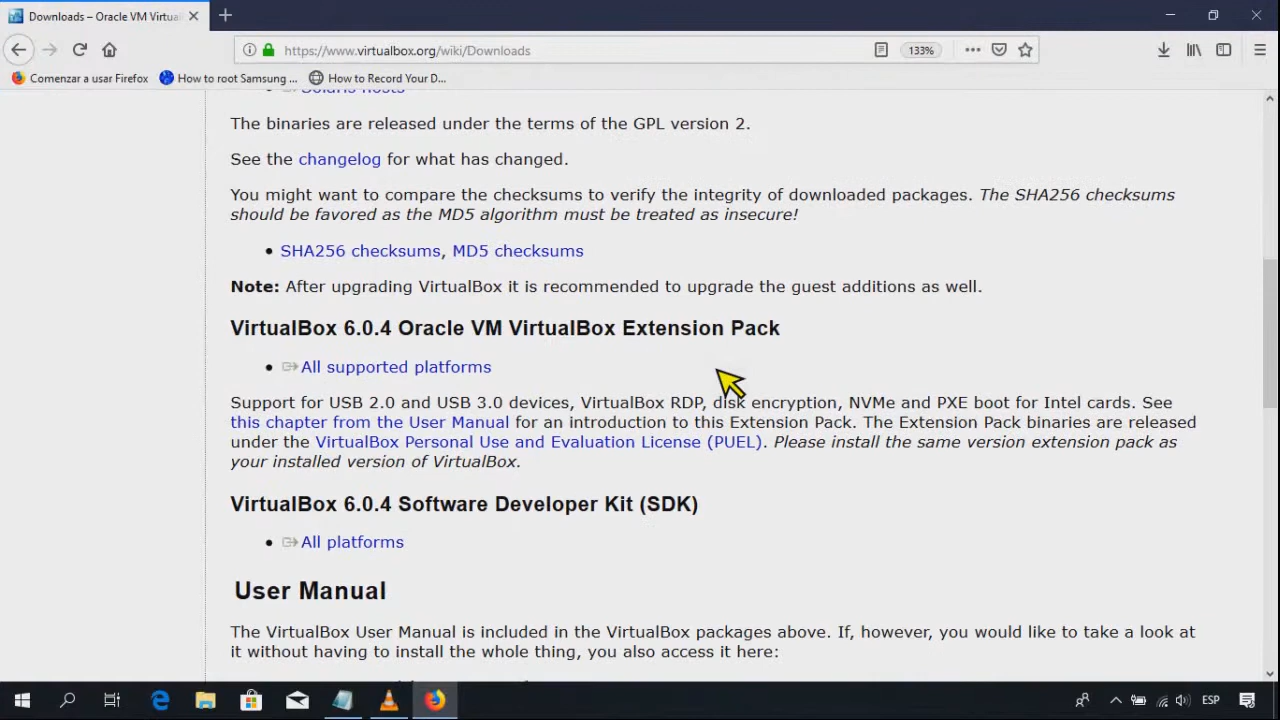 Downloads – Oracle VM Virtua
https://www.virtualbox.org/wiki/Downloads
133%
Comenzar a usar Firefox
How to root Samsung ...
How to Record Your D...
Solaris hosts
The binaries are released under the terms of the GPL version 2.
See the changelog for what has changed.
You might want to compare the checksums to verify the integrity of downloaded packages. The SHA256 checksums
should be favored as the MD5 algorithm must be treated as insecure!
SHA256 checksums, MD5 checksums
Note: After upgrading VirtualBox it is recommended to upgrade the guest additions as well.
VirtualBox 6.0.4 Oracle VM VirtualBox Extension Pack
All supported platforms
Support for USB 2.0 and USB 3.0 devices, VirtualBox RDP, disk encryption, NVMe and PXE boot for Intel cards. See
this chapter from the User Manual for an introduction to this Extension Pack. The Extension Pack binaries are released
under the VirtualBox Personal Use and Evaluation License (PUEL). Please install the same version extension pack as
your installed version of VirtualBox.
VirtualBox 6.0.4 Software Developer Kit (SDK)
All platforms
User Manual
The VirtualBox User Manual is included in the VirtualBox packages above. If, however, you would like to take a look at
it without having to install the whole thing, you also access it here:
ESP